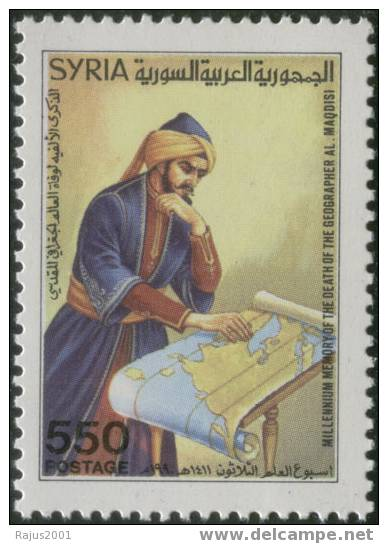 SYRIA الجمهورية العربية السورية
الذكرى الألفية لوفاة العالم الجغرافي المقدسي
MILLENNIUM MEMORY OF THE DEATH OF THE GEOGRAPHER AL. MAQDISI
550
POSTAGE
اسبوع العلم الثلاثون ١٤١١هـ - ١٩٩٠م
Rajus2001
delcampe.net